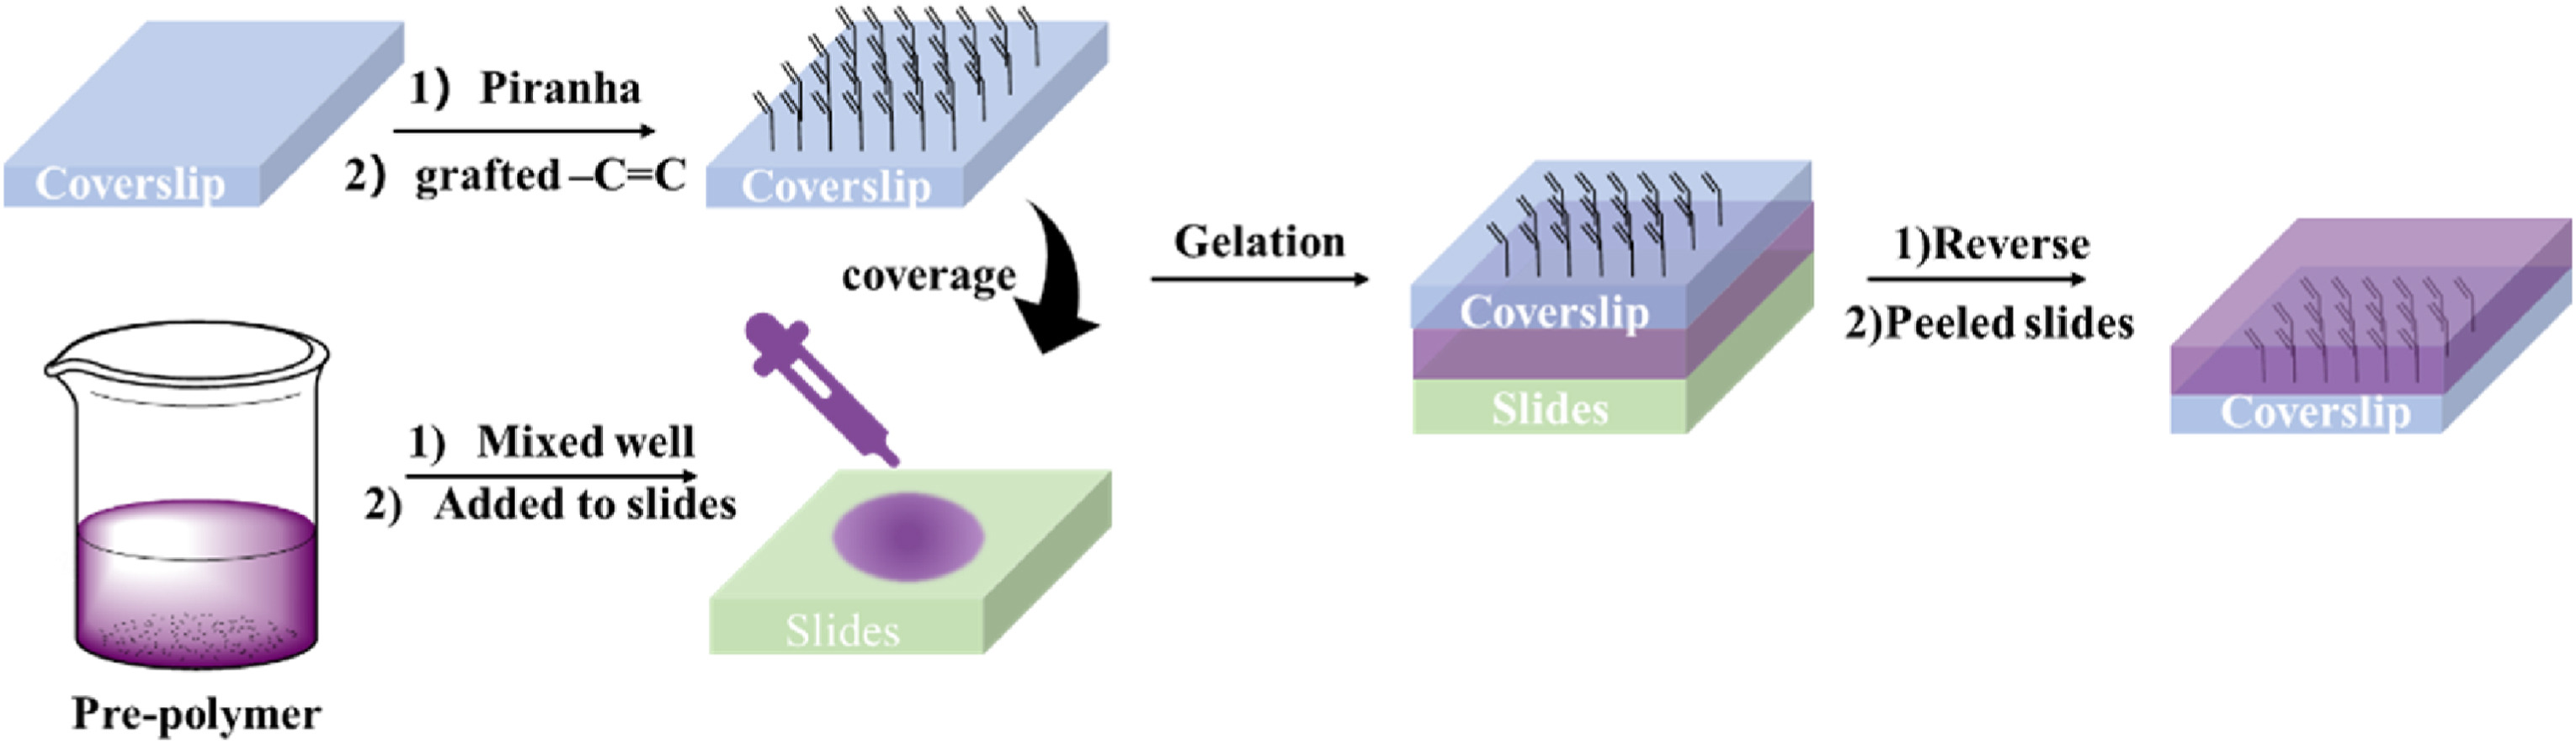 Coverslip
1) Piranha
2) grafted –C=C
Coverslip
coverage
Pre-polymer
1) Mixed well
2) Added to slides
Slides
Gelation
Coverslip
Slides
1)Reverse
2)Peeled slides
Coverslip